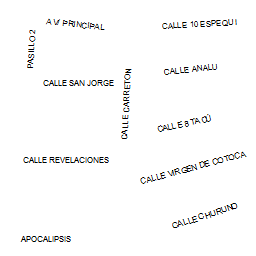 AV. PRINCIPAL
CALLE 10 ESPEQUI
PASILLO 2
CALLE ANALU
CALLE SAN JORGE
CALLE CARRETON
CALLE 8 TACÚ
CALLE REVELACIONES
CALLE VIRGEN DE COTOCA
CALLE CHURUNO
APOCALIPSIS